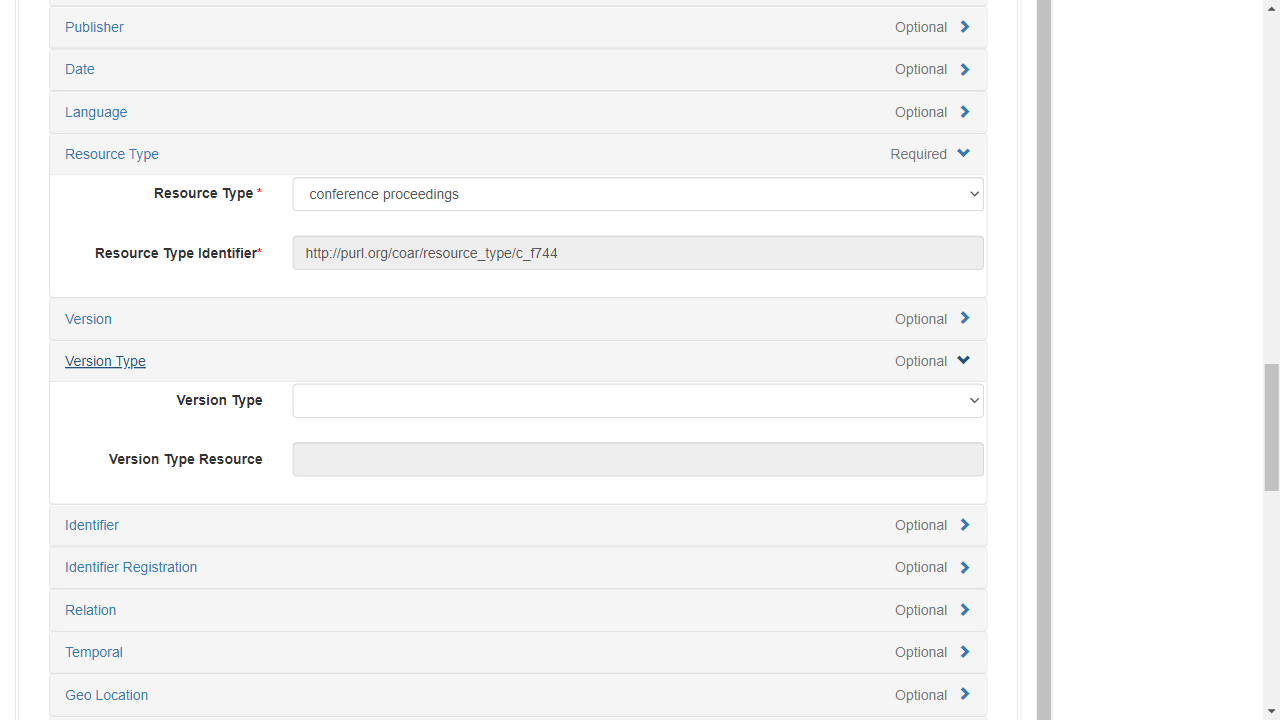 Publisher Optional
Date Optional
Language Optional
Resource Type Required
Resource Type * conference proceedings
Resource Type Identifier* http://purl.org/coar/resource_type/c_f744
Version Optional
Version Type Optional
Version Type
Version Type Resource
Identifier Optional
Identifier Registration Optional
Relation Optional
Temporal Optional
Geo Location Optional